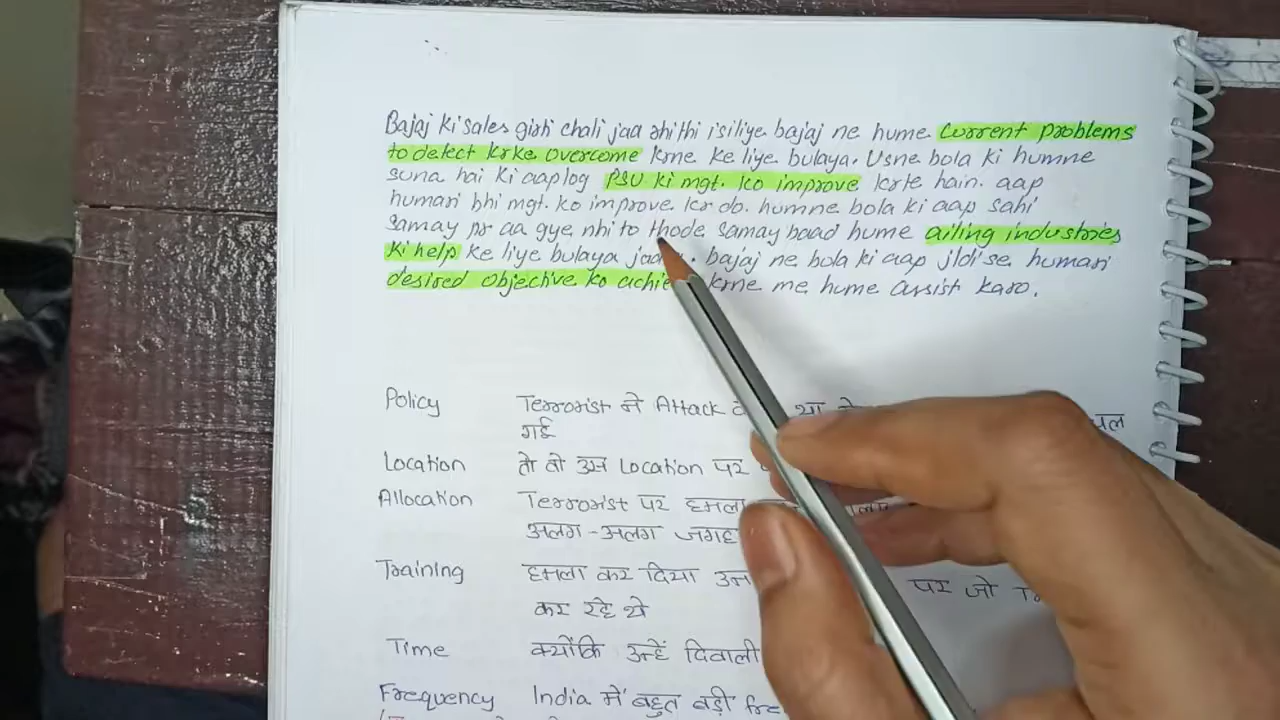 Bajaj ki sales girti chali jaa rhi thi isiliye bajaj ne hume current problems
to detect krke overcome krne ke liye bulaya. Usne bola ki humne
suna hai ki aaplog PSU ki mgt. ko improve krte hain. aap
humari bhi mgt. ko improve kr do. humne bola ki aap sahi
samay pr aa gye nhi to thode samay baad hume ailing industries
ki help ke liye bulaya . bajaj ne bola ki aap jldi se humari
desired objective ko krne me hume assist karo.
Policy Terrorist ने Attack
गई
Location तो वो उस Location पर
Allocation Terrorist पर हमला
अलग-अलग जगह
Training हमला कर दिया पर जो
कर रहे थे
Time क्योंकि उन्हें दिवाली
Frequency India में बहुत बड़ी